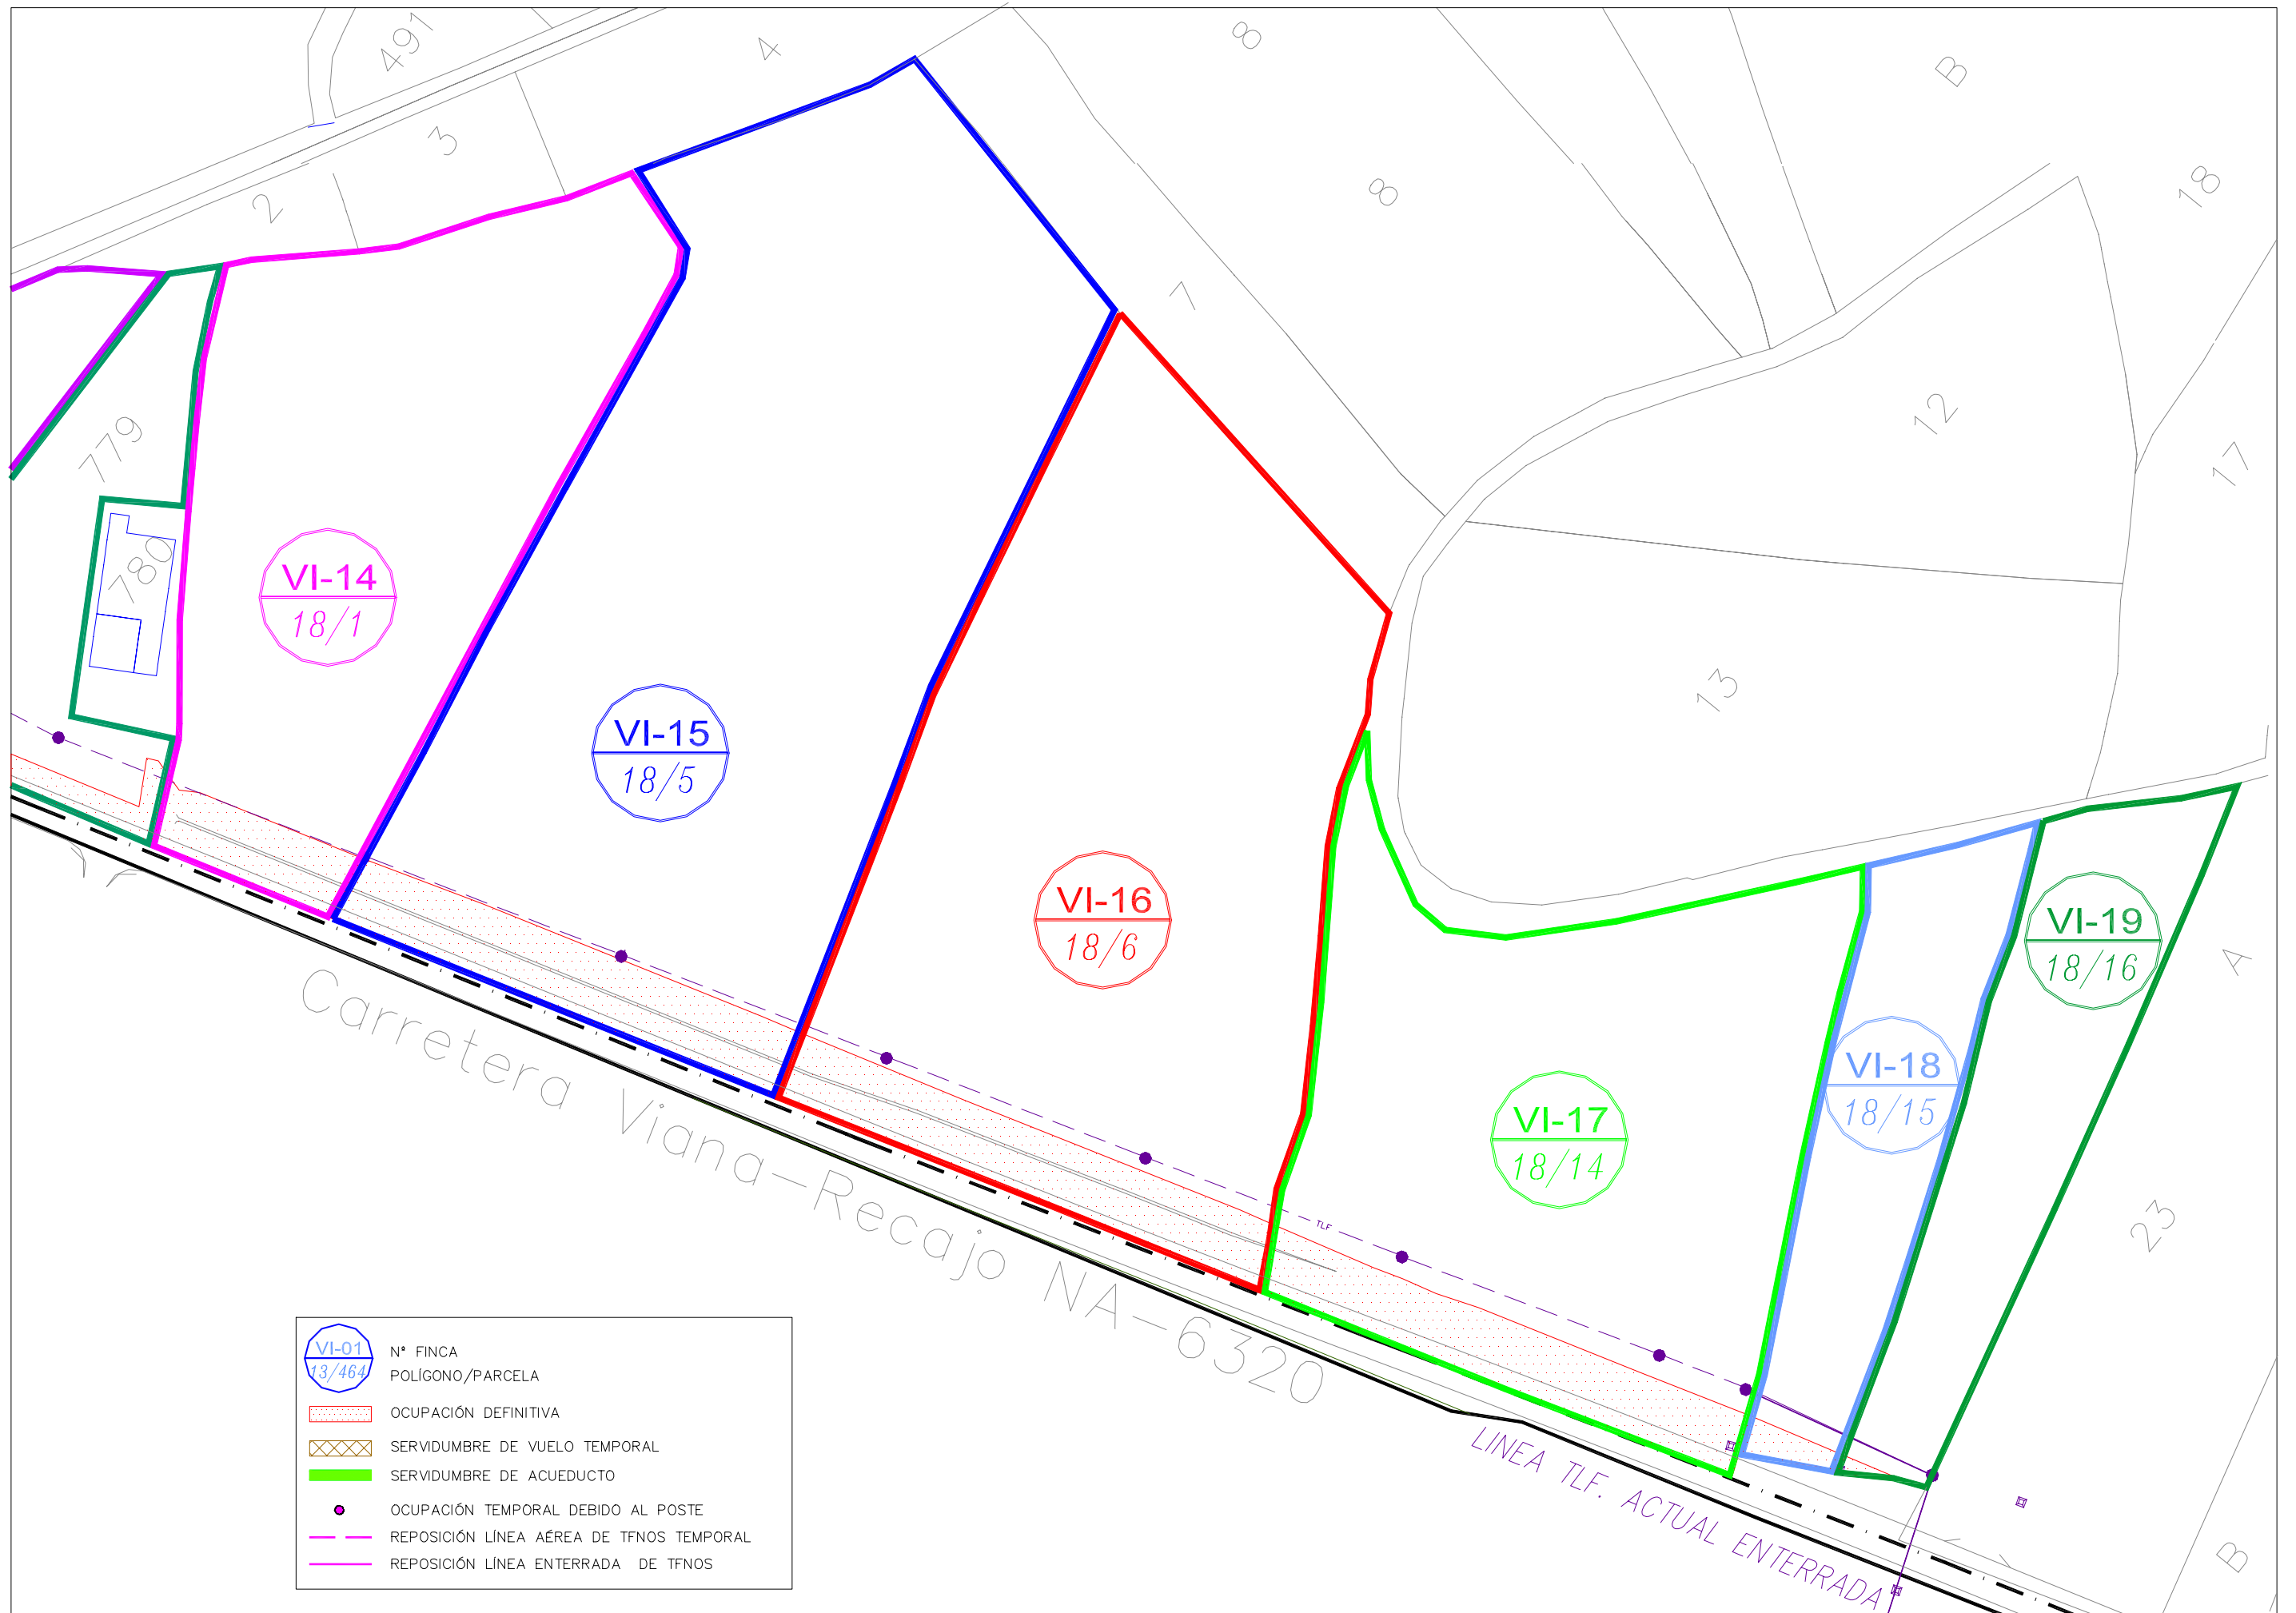 491
4
8
B
3
2
8
18
7
12
17
779
780
13
VI-14
18/1
VI-15
18/5
VI-16
18/6
VI-17
18/14
VI-18
18/15
VI-19
18/16
A
23
B
TLF
Carretera Viana-Recajo NA-6320
LINEA TLF. ACTUAL ENTERRADA
VI-01
13/464
Nº FINCA
POLÍGONO/PARCELA
OCUPACIÓN DEFINITIVA
SERVIDUMBRE DE VUELO TEMPORAL
SERVIDUMBRE DE ACUEDUCTO
OCUPACIÓN TEMPORAL DEBIDO AL POSTE
REPOSICIÓN LÍNEA AÉREA DE TFNOS TEMPORAL
REPOSICIÓN LÍNEA ENTERRADA DE TFNOS